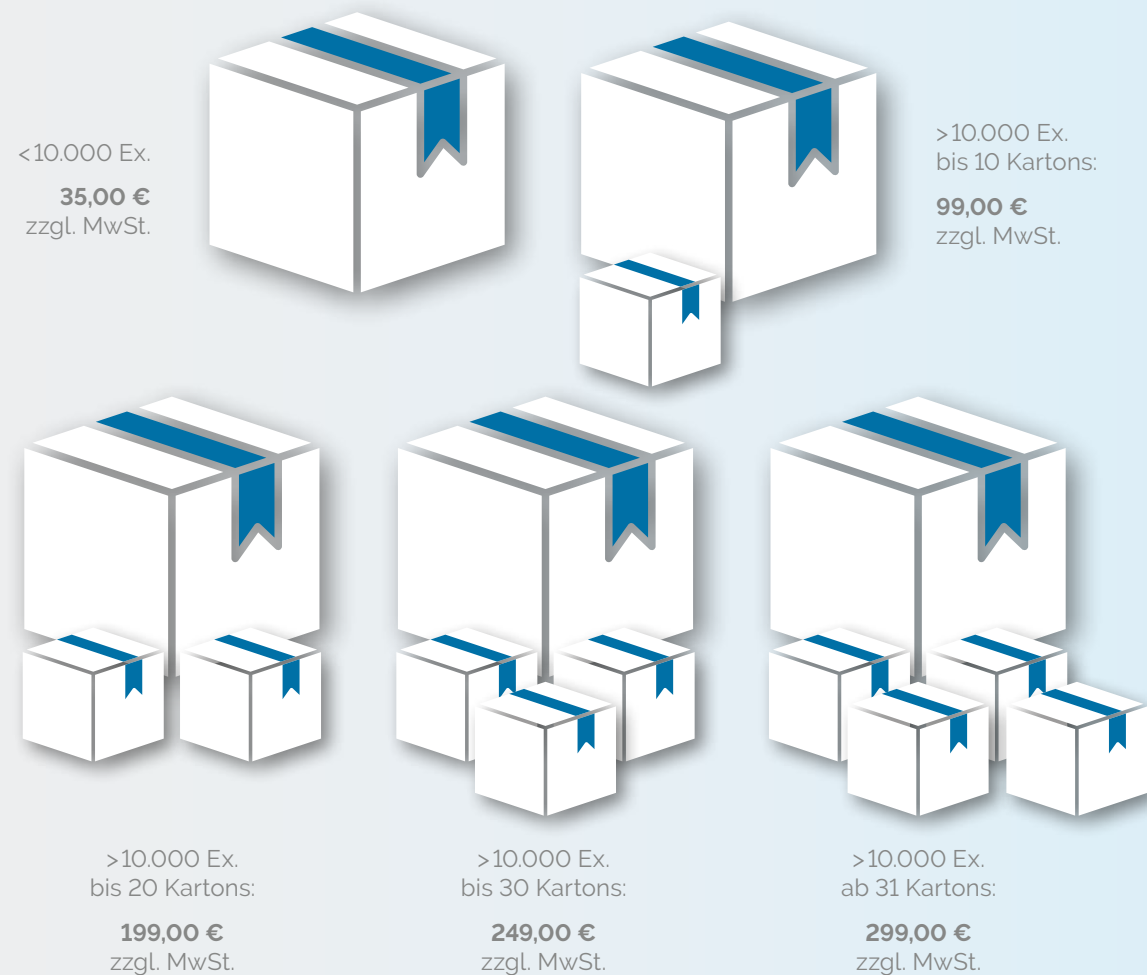 <10.000 Ex.
35,00 €
zzgl. MwSt.
>10.000 Ex.
bis 10 Kartons:
99,00 €
zzgl. MwSt.
>10.000 Ex.
bis 20 Kartons:
199,00 €
zzgl. MwSt.
>10.000 Ex.
bis 30 Kartons:
249,00 €
zzgl. MwSt.
>10.000 Ex.
ab 31 Kartons:
299,00 €
zzgl. MwSt.